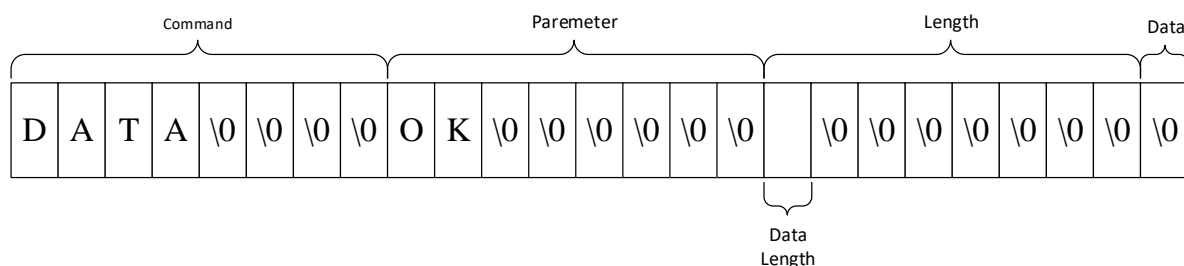 Command Paremeter Length Data
D A T A \0 \0 \0 \0 O K \0 \0 \0 \0 \0 \0 \0 \0 \0 \0 \0 \0 \0 \0
Data
Length